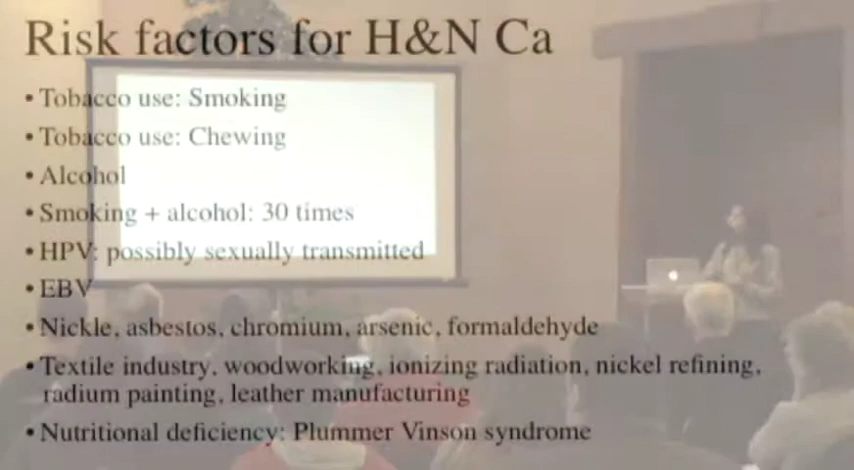 Risk factors for H&N Ca
• Tobacco use: Smoking
• Tobacco use: Chewing
• Alcohol
• Smoking + alcohol: 30 times
• HPV: possibly sexually transmitted
• EBV
• Nickle, asbestos, chromium, arsenic, formaldehyde
• Textile industry, woodworking, ionizing radiation, nickel refining,
radium painting, leather manufacturing
• Nutritional deficiency: Plummer Vinson syndrome